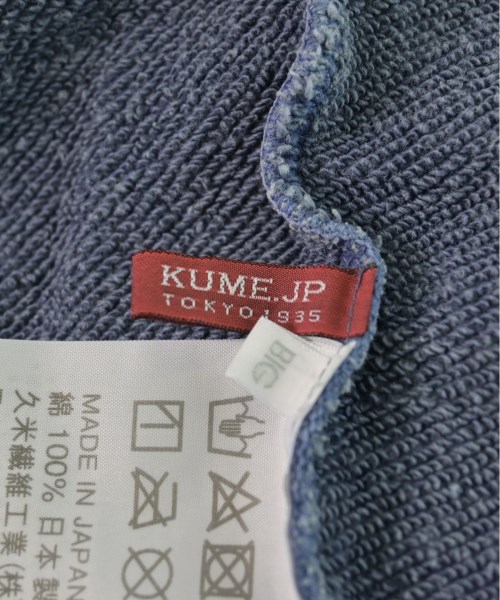 KUME.JP
TOKYO 1935
BIG
MADE IN JAPAN
綿 100% 日本製
久米繊維工業(株)